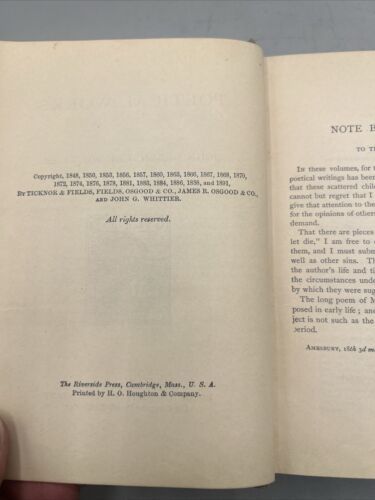 Copyright, 1848, 1850, 1853, 1856, 1857, 1860, 1863, 1866, 1867, 1868, 1870,
1872, 1874, 1876, 1878, 1881, 1883, 1884, 1886, 1888, and 1891,
By TICKNOR & FIELDS, FIELDS, OSGOOD & CO., JAMES R. OSGOOD & CO.,
AND JOHN G. WHITTIER.
All rights reserved.
The Riverside Press, Cambridge, Mass., U. S. A.
Printed by H. O. Houghton & Company.
NOTE B
TO TH
In these volumes, for t
poetical writings has been
that these scattered child
cannot but regret that I
give that attention to the
for the opinions of others
demand.
That there are pieces
let die," I am free to
them, and I must sub
well as other sins. Th
the author's life and ti
the circumstances unde
by which they were sug
The long poem of M
posed in early life; and
ject is not such as the
period.
Amesbury, 16th 3d m